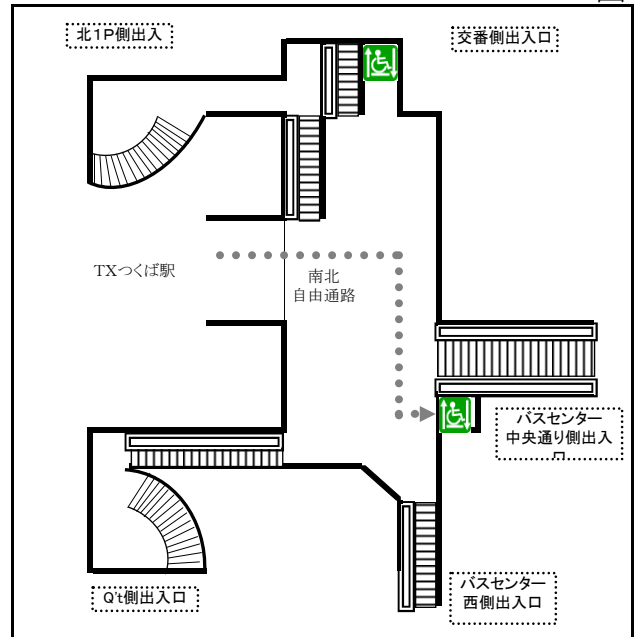 北1P側出入
交番側出入口
TXつくば駅
南北
自由通路
バスセンター
中央通り側出入
口
Q't側出入口
バスセンター
西側出入口